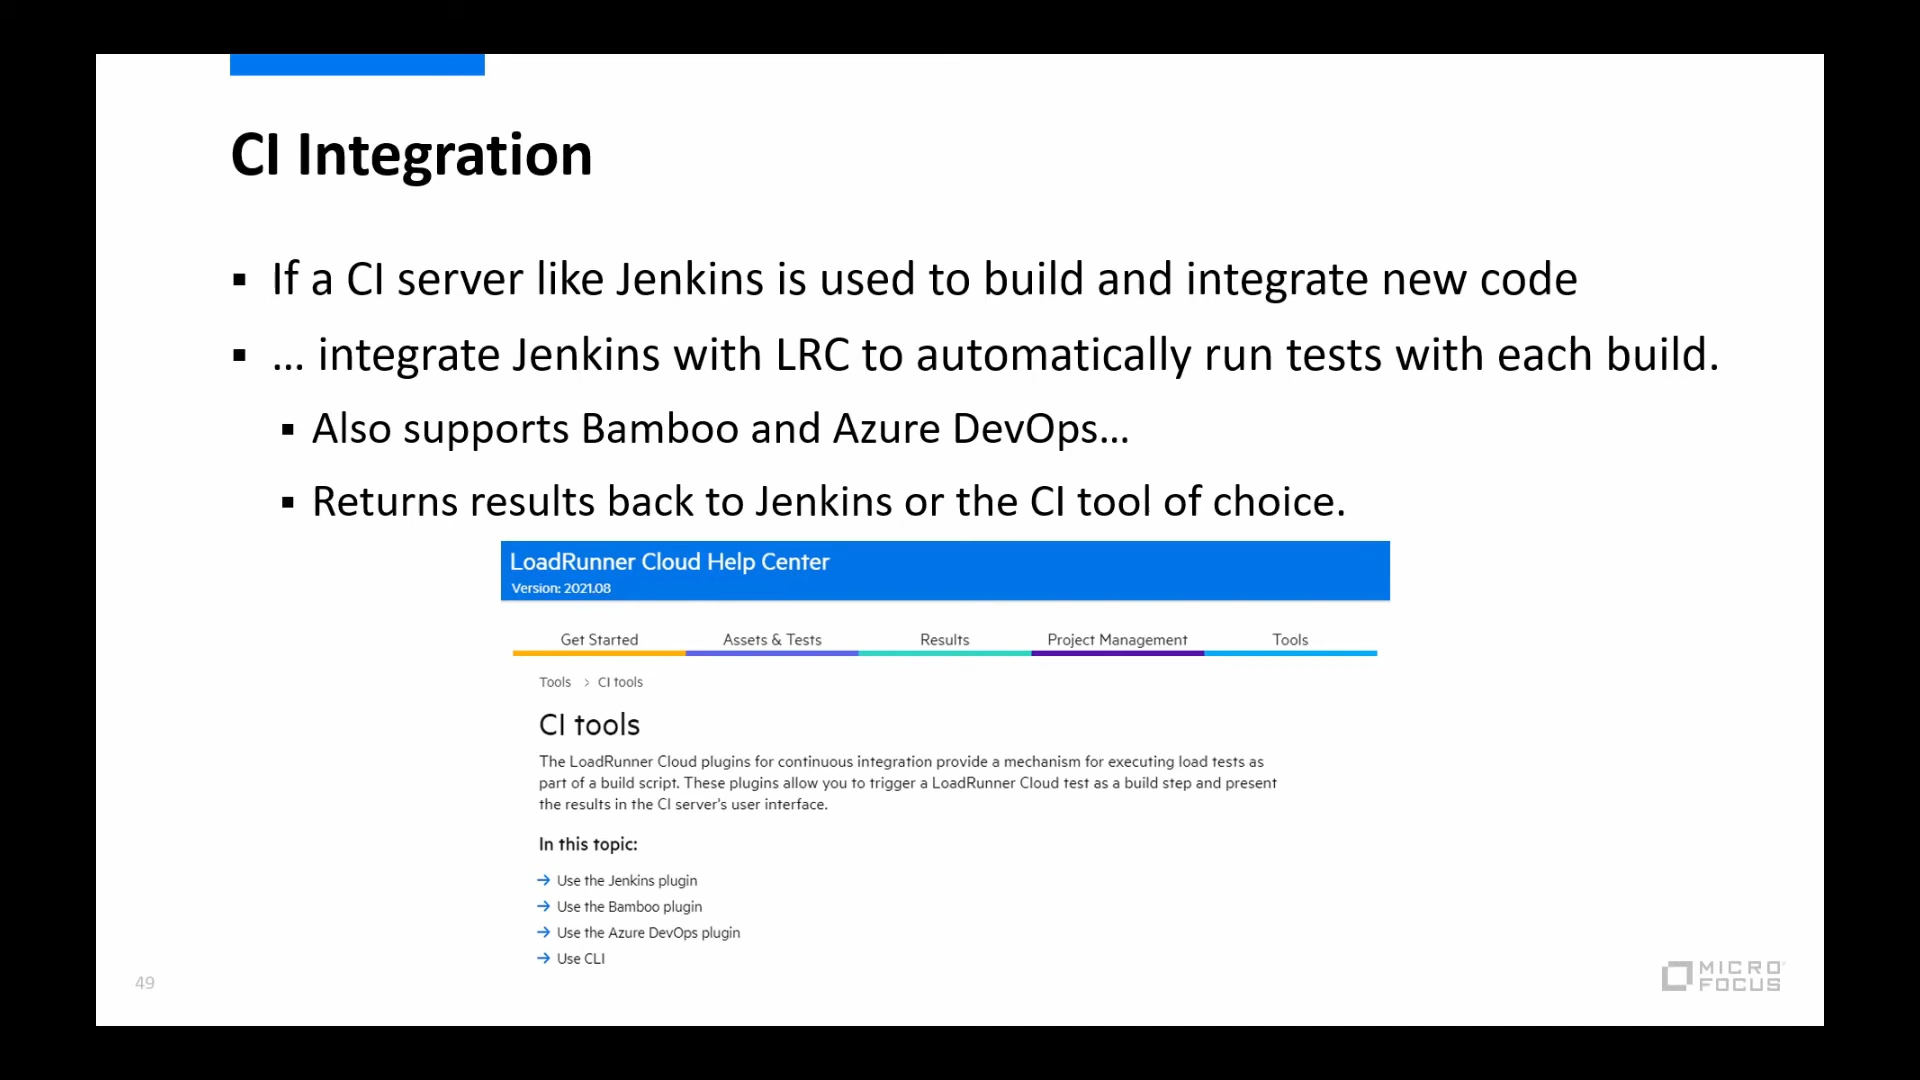 CI Integration
▪ If a CI server like Jenkins is used to build and integrate new code
▪ ... integrate Jenkins with LRC to automatically run tests with each build.
▪ Also supports Bamboo and Azure DevOps...
▪ Returns results back to Jenkins or the CI tool of choice.
LoadRunner Cloud Help Center
Version: 2021.08
Get Started Assets & Tests Results Project Management Tools
Tools > CI tools
CI tools
The LoadRunner Cloud plugins for continuous integration provide a mechanism for executing load tests as
part of a build script. These plugins allow you to trigger a LoadRunner Cloud test as a build step and present
the results in the CI server's user interface.
In this topic:
→ Use the Jenkins plugin
→ Use the Bamboo plugin
→ Use the Azure DevOps plugin
→ Use CLI
49
MICRO
FOCUS